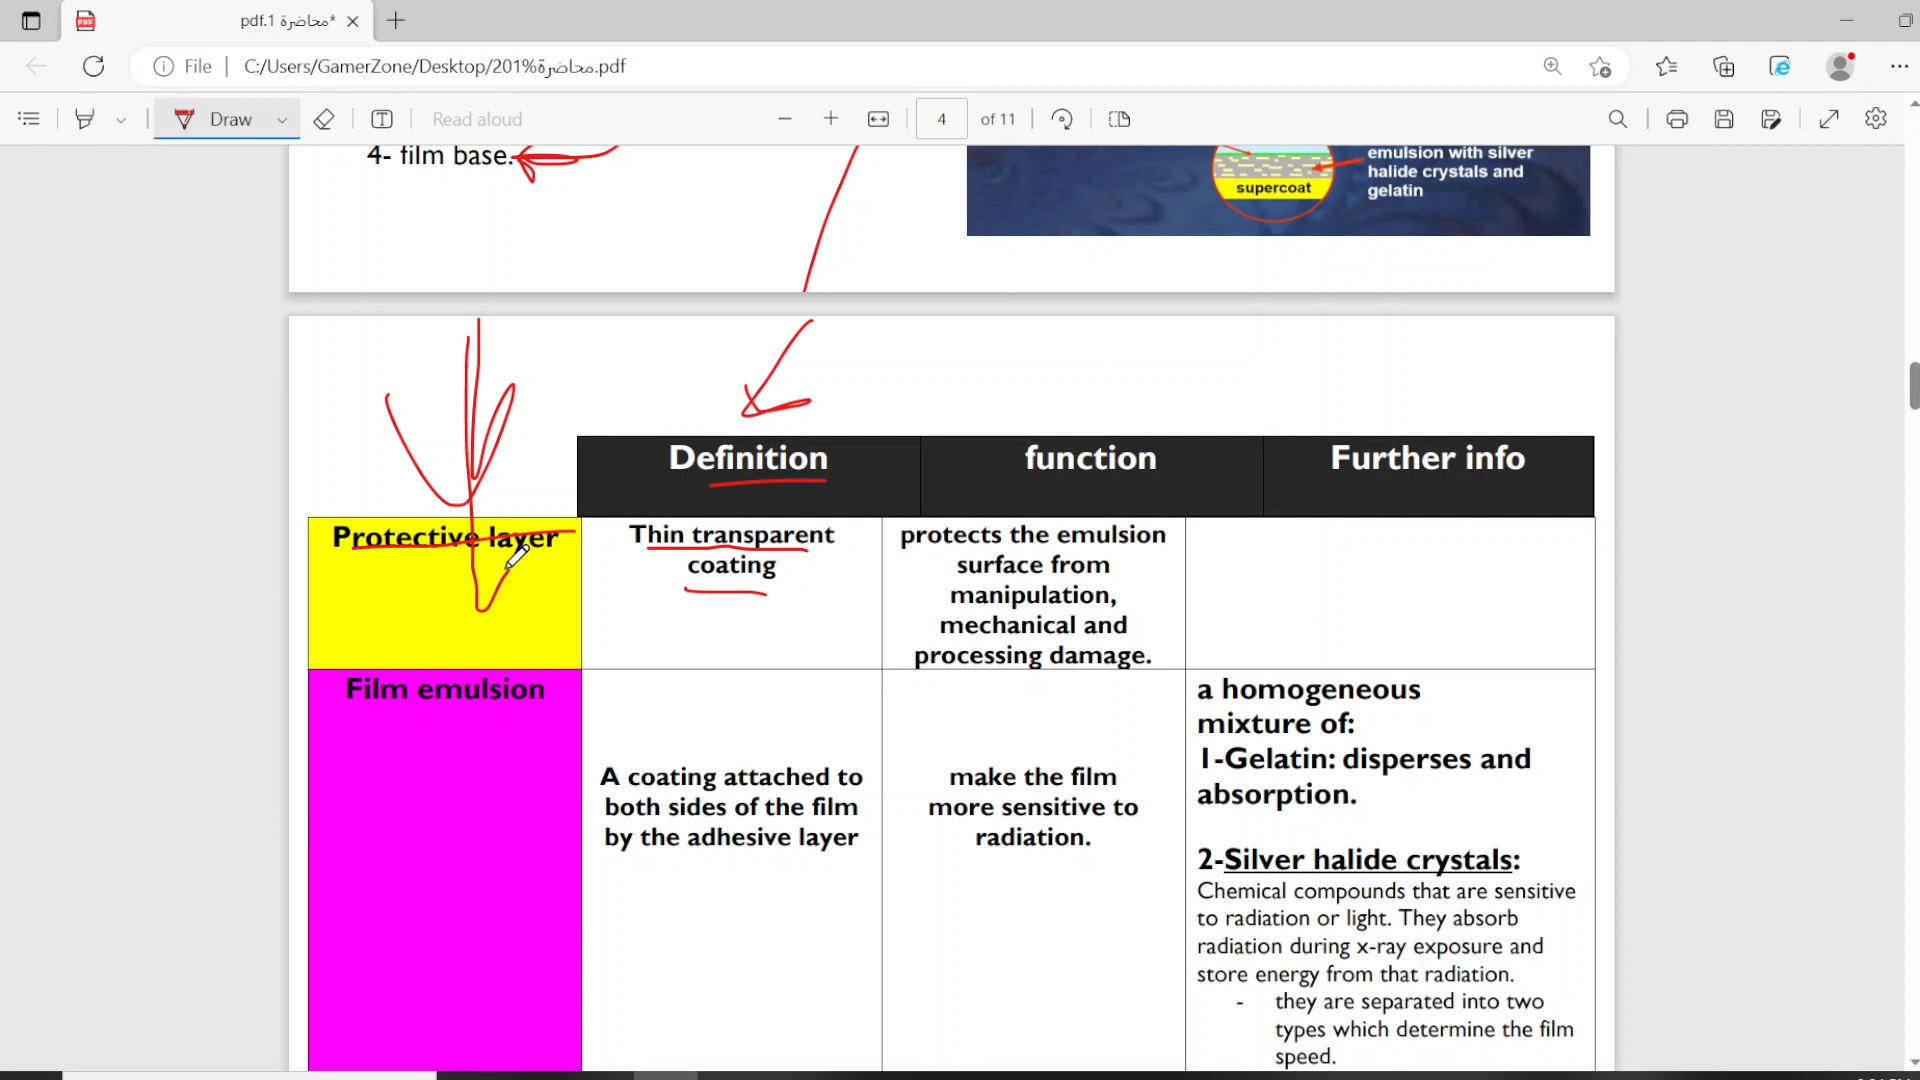 pdf.1 محاضرة*
File
C:/Users/GamerZone/Desktop/201%محاضرة.pdf
Draw
Read aloud
4
of 11
4- film base.
emulsion with silver
halide crystals and
gelatin
supercoat
Definition
function
Further info
Protective layer
Thin transparent
coating
protects the emulsion
surface from
manipulation,
mechanical and
processing damage.
Film emulsion
A coating attached to
both sides of the film
by the adhesive layer
make the film
more sensitive to
radiation.
a homogeneous
mixture of:
1-Gelatin: disperses and
absorption.
2-Silver halide crystals:
Chemical compounds that are sensitive
to radiation or light. They absorb
radiation during x-ray exposure and
store energy from that radiation.
- they are separated into two
types which determine the film
speed.